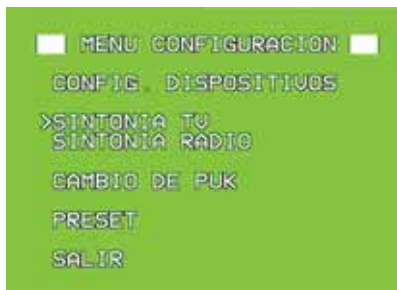 MENU CONFIGURACION
CONFIG. DISPOSITIVOS
>SINTONIA TV
SINTONIA RADIO
CAMBIO DE PUK
PRESET
SALIR